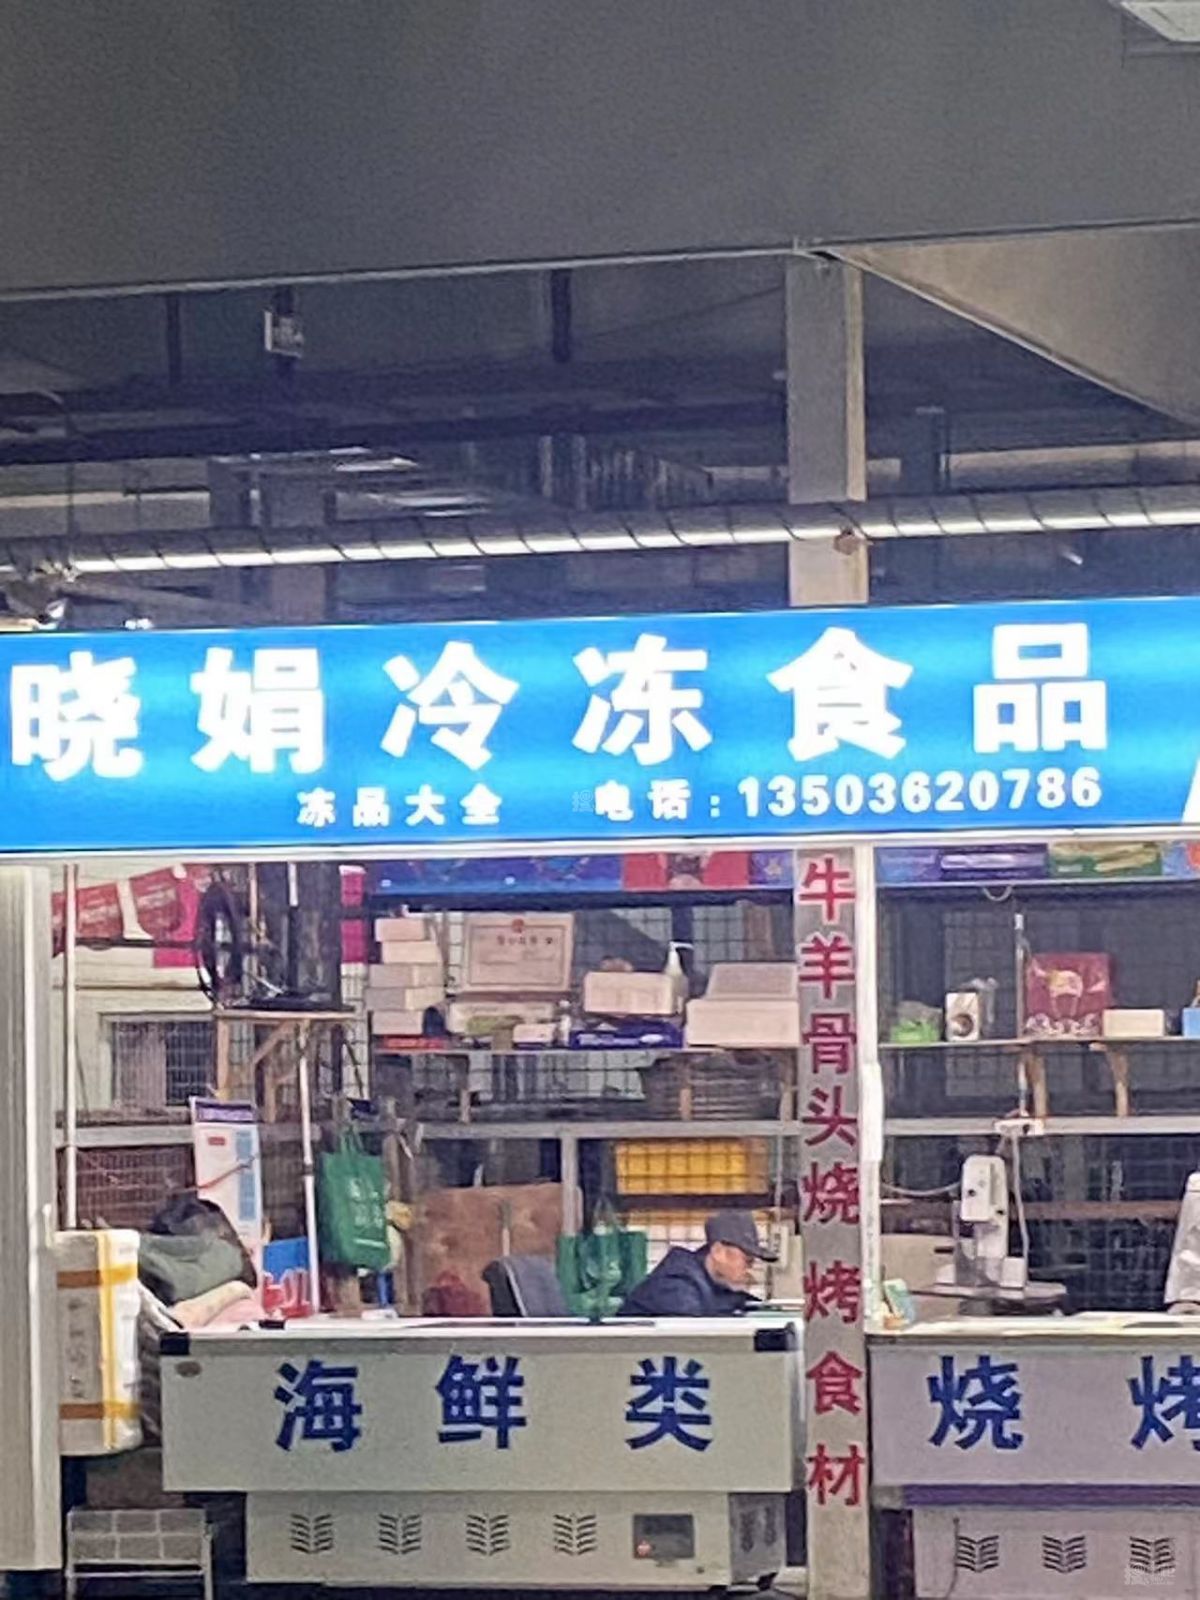 晓娟冷冻食品
冻品大全 电话:13503620786
牛羊骨头烧烤食材
海鲜类
烧烤